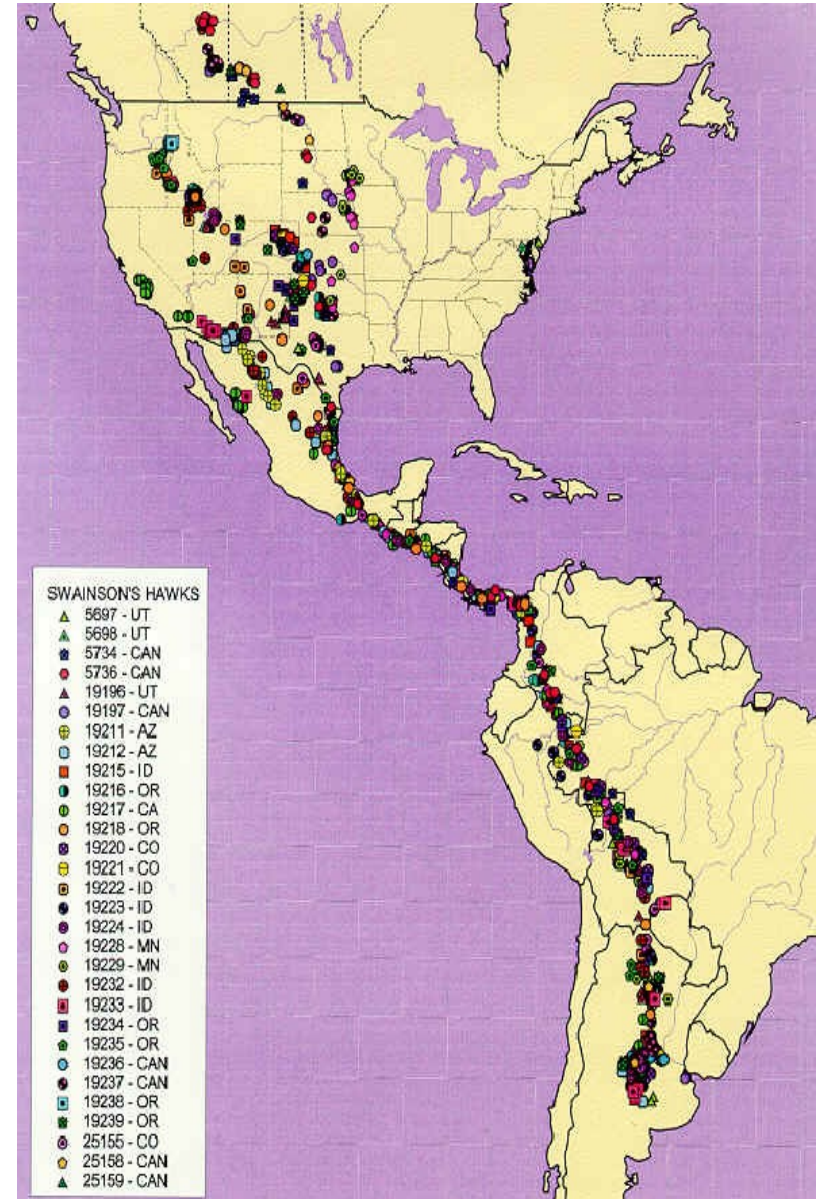 SWAINSON'S HAWKS
5697 - UT
5698 - UT
5734 - CAN
5736 - CAN
19196 - UT
19197 - CAN
19211 - AZ
19212 - AZ
19215 - ID
19216 - OR
19217 - CA
19218 - OR
19220 - CO
19221 - CO
19222 - ID
19223 - ID
19224 - ID
19228 - MN
19229 - MN
19232 - ID
19233 - ID
19234 - OR
19235 - OR
19236 - CAN
19237 - CAN
19238 - OR
19239 - OR
25155 - CO
25158 - CAN
25159 - CAN